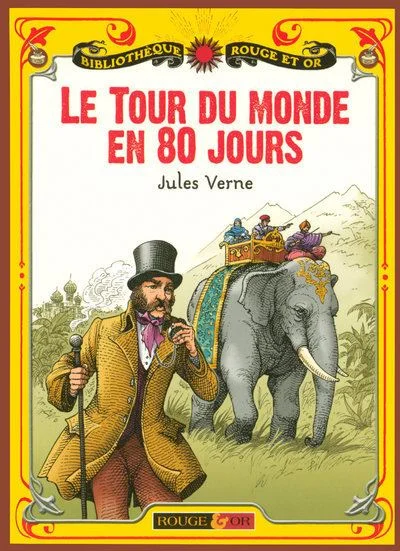 BIBLIOTHÈQUE ROUGE ET OR
LE TOUR DU MONDE
EN 80 JOURS
Jules Verne
ROUGE & OR